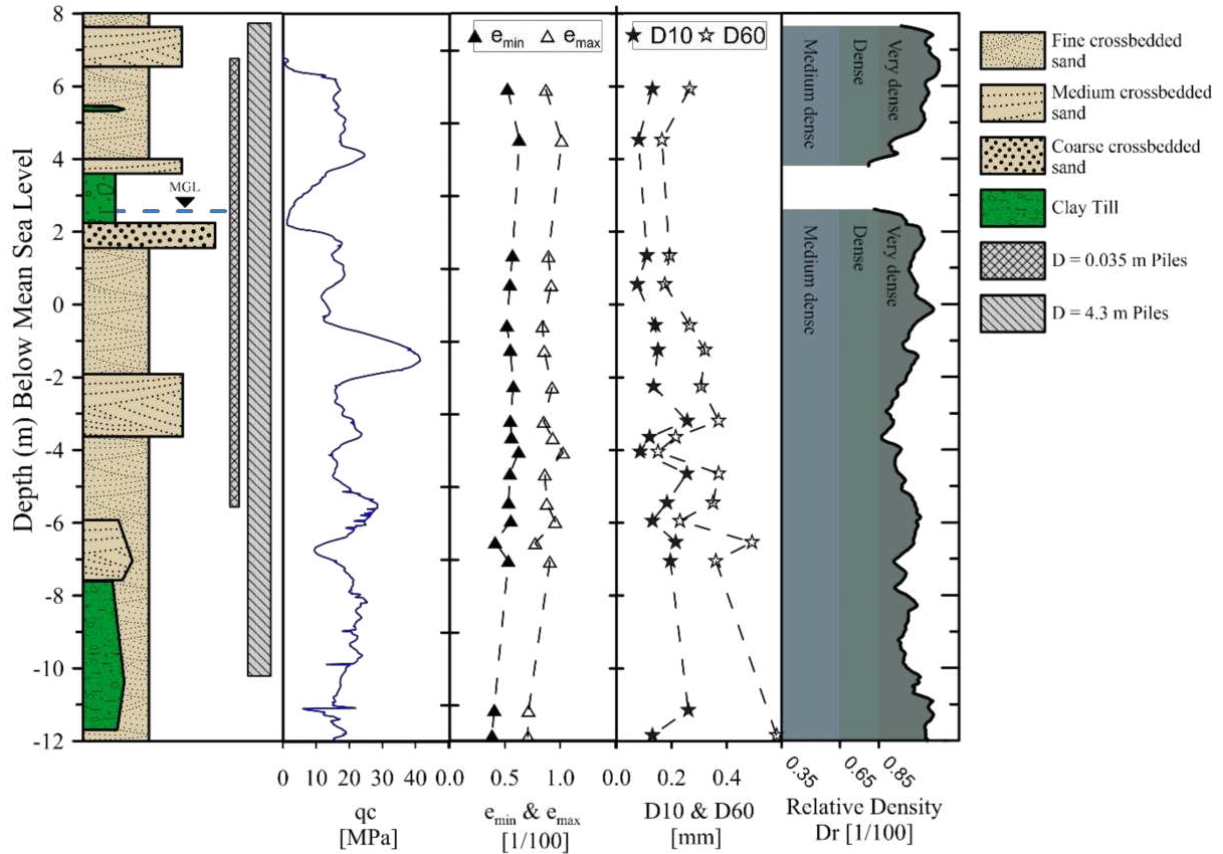 Depth (m) Below Mean Sea Level
8
6
4
2
0
-2
-4
-6
-8
-10
-12
MGL
0 10 20 30 40
qc
[MPa]
e_min e_max
0.0 0.5 1.0
e_min & e_max
[1/100]
D10 D60
0.0 0.2 0.4
D10 & D60
[mm]
Medium dense
Dense
Very dense
Medium dense
Dense
Very dense
0.35 0.65 0.85
Relative Density
Dr [1/100]
Fine crossbedded
sand
Medium crossbedded
sand
Coarse crossbedded
sand
Clay Till
D = 0.035 m Piles
D = 4.3 m Piles